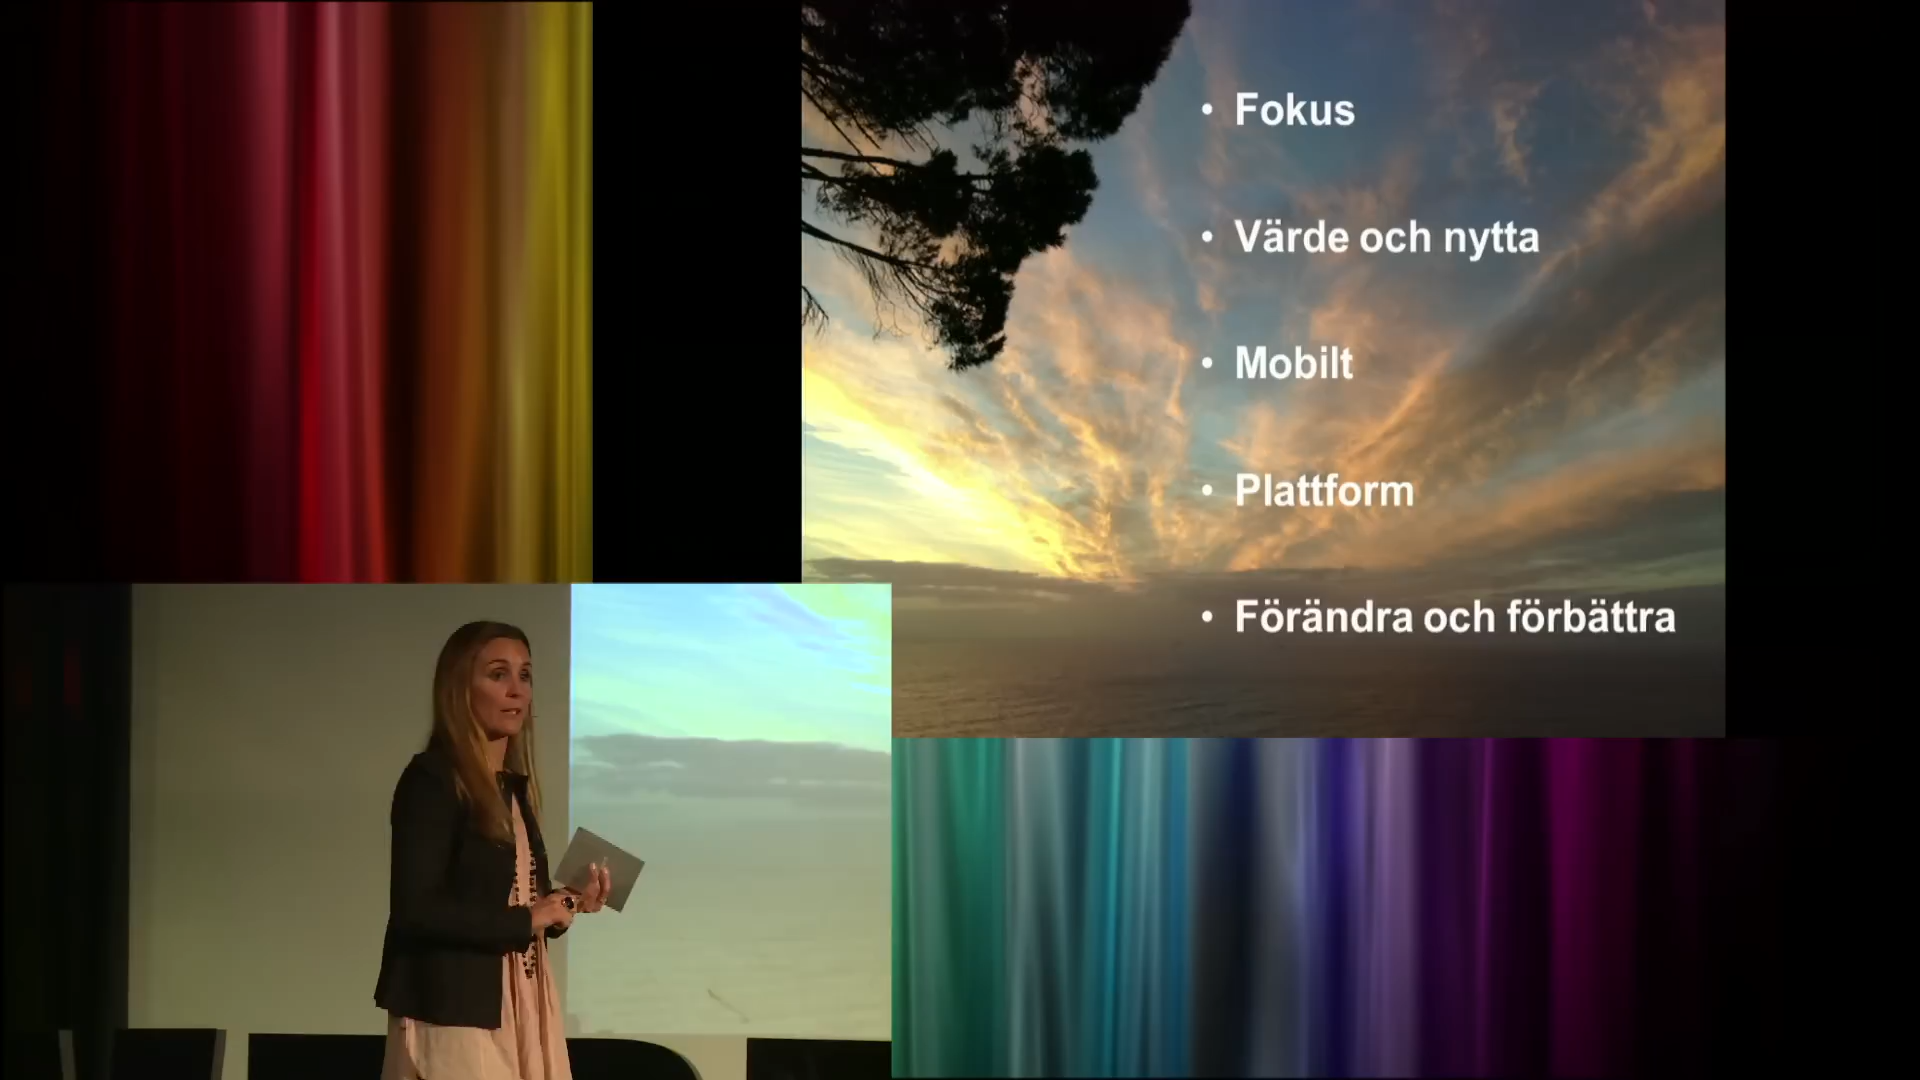 • Fokus
• Värde och nytta
• Mobilt
• Plattform
• Förändra och förbättra